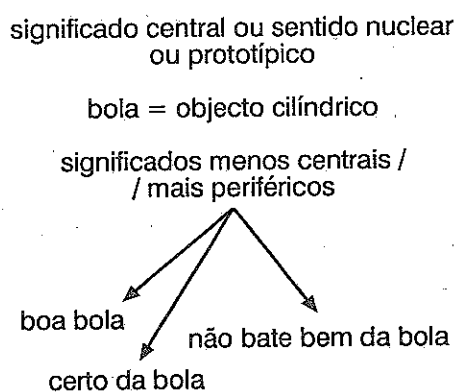 significado central ou sentido nuclear
ou prototípico
bola = objecto cilíndrico
significados menos centrais /
/ mais periféricos
boa bola
não bate bem da bola
certo da bola